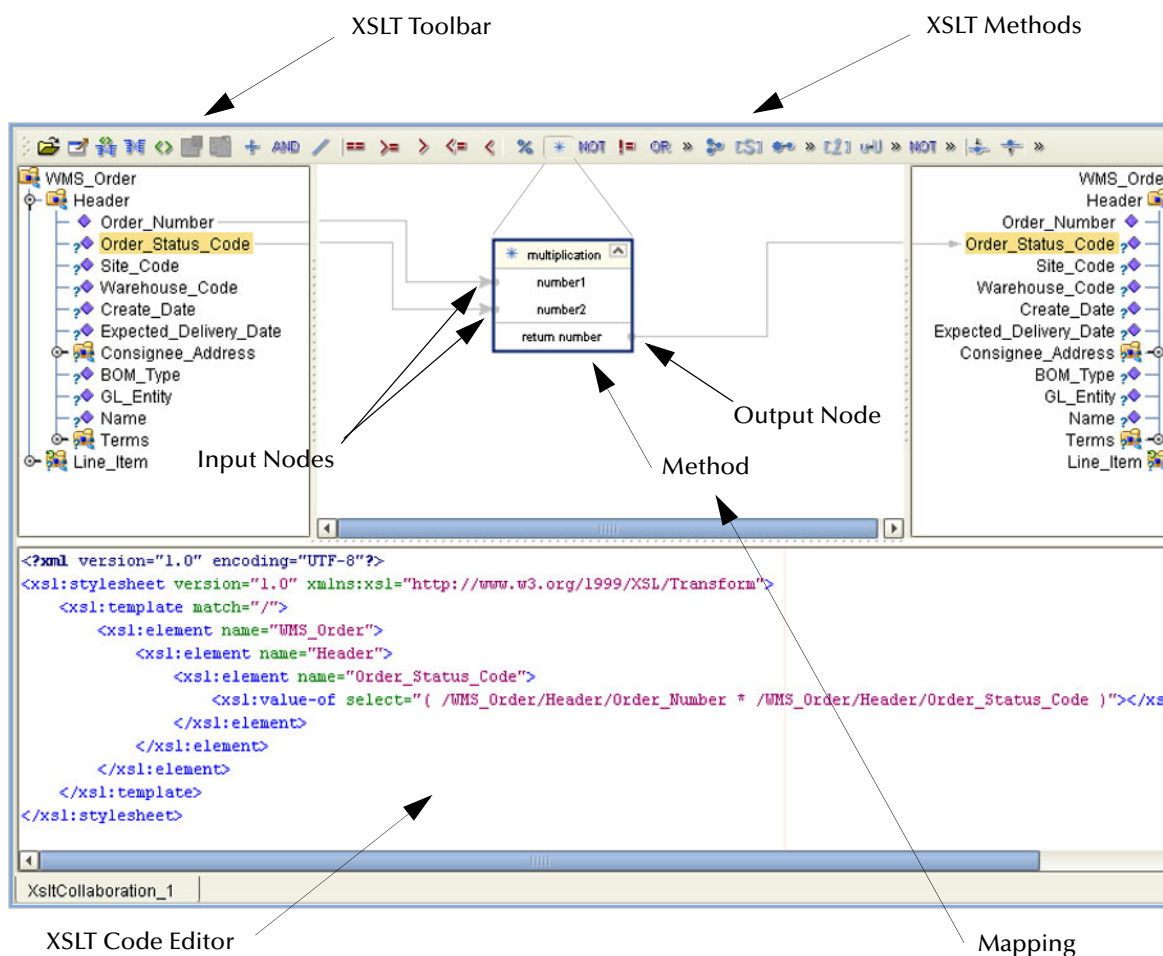 XSLT Toolbar
XSLT Methods
AND == >= > <= < % * NOT != OR » » » NOT » »
WMS_Order
Header
Order_Number
Order_Status_Code
Site_Code
Warehouse_Code
Create_Date
Expected_Delivery_Date
Consignee_Address
BOM_Type
GL_Entity
Name
Terms
Line_Item
* multiplication
number1
number2
return number
Input Nodes
Output Node
Method
WMS_Orde
Header
Order_Number
Order_Status_Code
Site_Code
Warehouse_Code
Create_Date
Expected_Delivery_Date
Consignee_Address
BOM_Type
GL_Entity
Name
Terms
Line_Item
<?xml version="1.0" encoding="UTF-8"?>
<xsl:stylesheet version="1.0" xmlns:xsl="http://www.w3.org/1999/XSL/Transform">
<xsl:template match="/">
<xsl:element name="WMS_Order">
<xsl:element name="Header">
<xsl:element name="Order_Status_Code">
<xsl:value-of select="( /WMS_Order/Header/Order_Number * /WMS_Order/Header/Order_Status_Code )"></xs
</xsl:element>
</xsl:element>
</xsl:element>
</xsl:template>
</xsl:stylesheet>
XsltCollaboration_1
XSLT Code Editor
Mapping